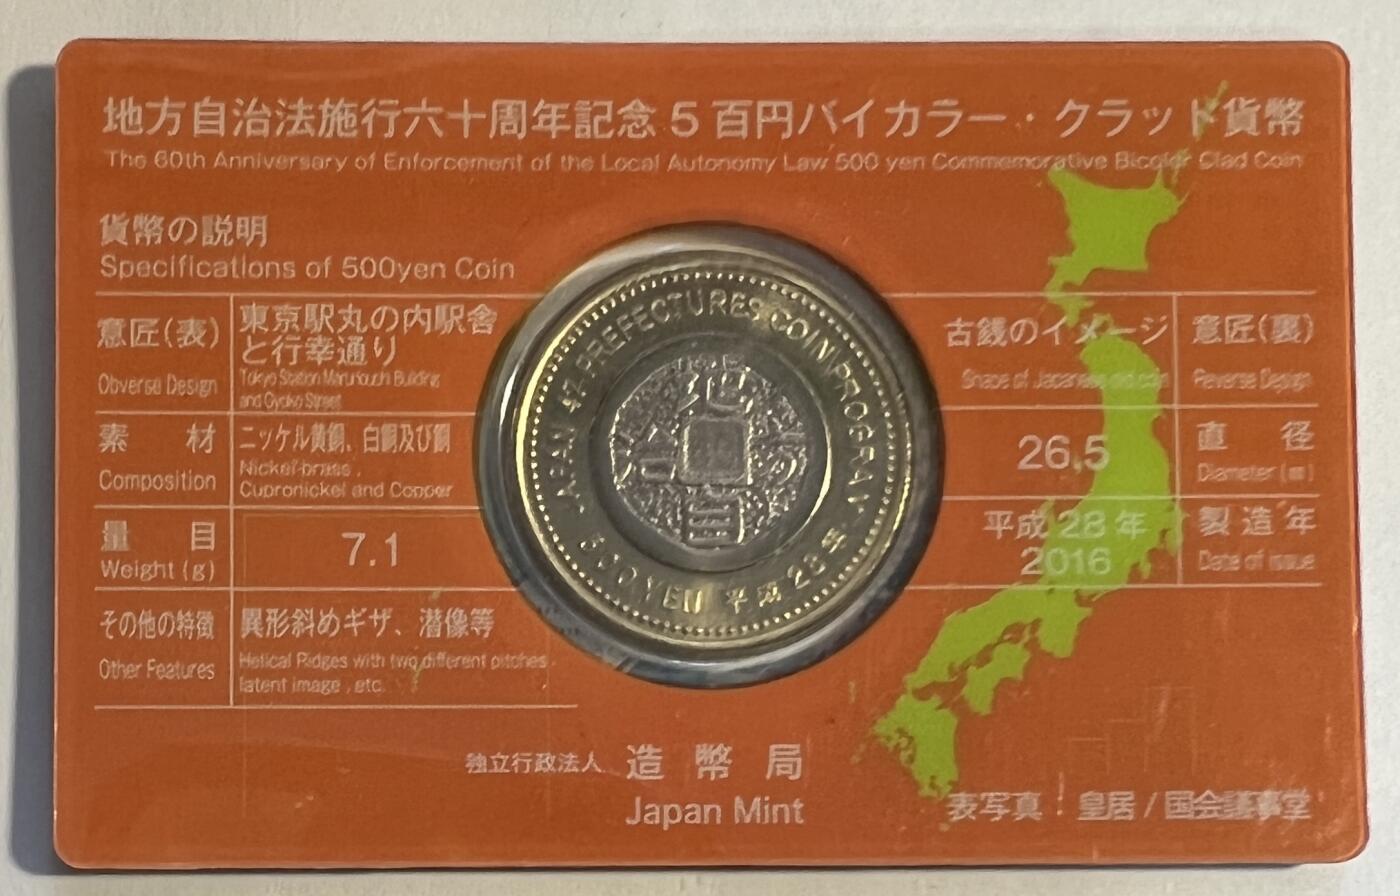 地方自治法施行六十周年記念5百円バイカラー・クラッド貨幣
The 60th Anniversary of Enforcement of the Local Autonomy Law 500 yen Commemorative Bicolor Clad Coin
貨幣の説明
Specifications of 500yen Coin
意匠(表)
Obverse Design
東京駅丸の内駅舎
と行幸通り
Tokyo Station Marunouchi Building
and Gyoko Street
素 材
Composition
ニッケル黄銅、白銅及び銅
Nickel-brass,
Cupronickel and Copper
量 目
Weight (g)
7.1
その他の特徴
Other Features
異形斜めギザ、潜像等
Helical Ridges with two different pitches,
latent image, etc.
JAPAN 47 PREFECTURES COIN PROGRAM
500 YEN 平成28年
古銭のイメージ
Shape of Japanese old coin
意匠(裏)
Reverse Design
26.5
直 径
Diameter (㎜)
平成28年
2016
製造年
Date of issue
独立行政法人 造幣局
Japan Mint
表写真：皇居/国会議事堂